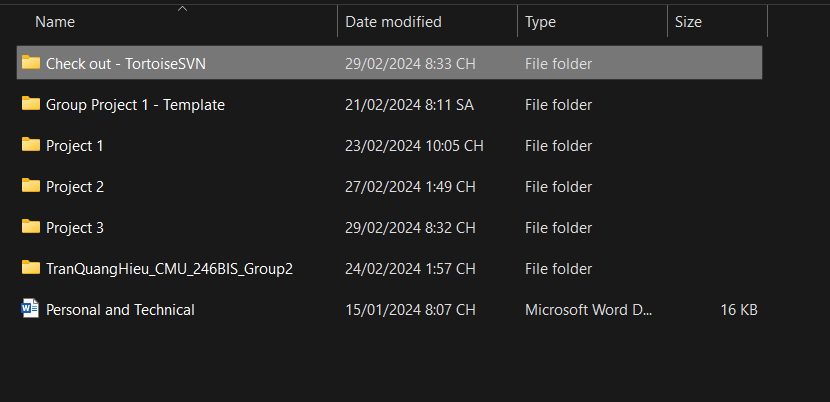 Name Date modified Type Size
Check out - TortoiseSVN 29/02/2024 8:33 CH File folder
Group Project 1 - Template 21/02/2024 8:11 SA File folder
Project 1 23/02/2024 10:05 CH File folder
Project 2 27/02/2024 1:49 CH File folder
Project 3 29/02/2024 8:32 CH File folder
TranQuangHieu_CMU_246BIS_Group2 24/02/2024 1:57 CH File folder
Personal and Technical 15/01/2024 8:07 CH Microsoft Word D... 16 KB